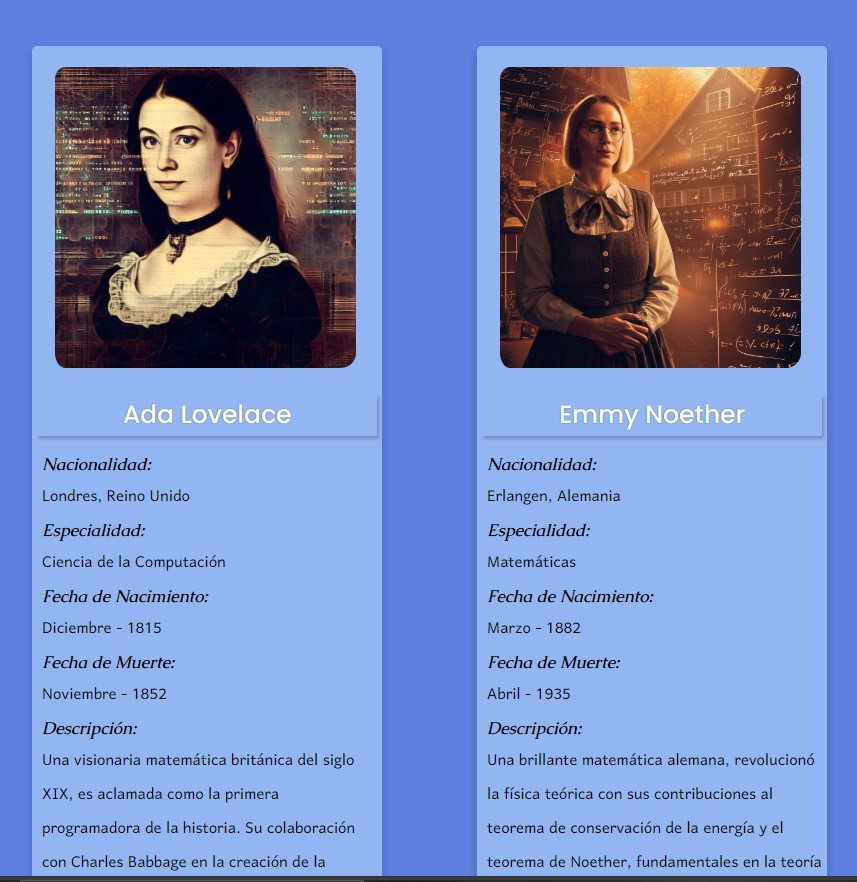 Ada Lovelace
Nacionalidad:
Londres, Reino Unido
Especialidad:
Ciencia de la Computación
Fecha de Nacimiento:
Diciembre - 1815
Fecha de Muerte:
Noviembre - 1852
Descripción:
Una visionaria matemática británica del siglo
XIX, es aclamada como la primera
programadora de la historia. Su colaboración
con Charles Babbage en la creación de la
Emmy Noether
Nacionalidad:
Erlangen, Alemania
Especialidad:
Matemáticas
Fecha de Nacimiento:
Marzo - 1882
Fecha de Muerte:
Abril - 1935
Descripción:
Una brillante matemática alemana, revolucionó
la física teórica con sus contribuciones al
teorema de conservación de la energía y el
teorema de Noether, fundamentales en la teoría